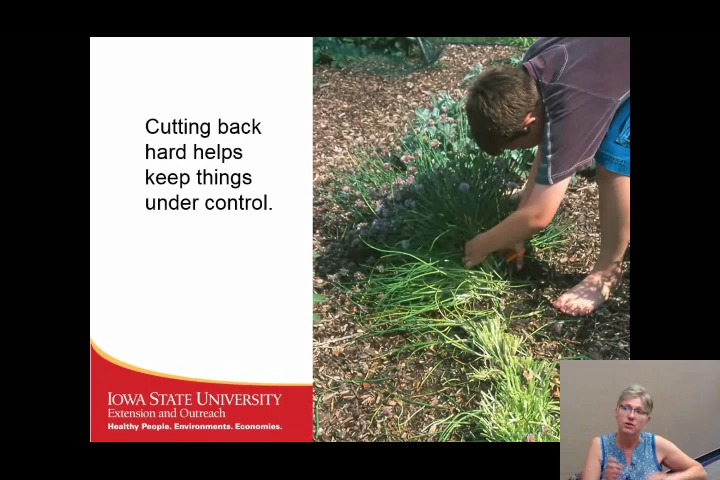 Cutting back
hard helps
keep things
under control.
IOWA STATE UNIVERSITY
Extension and Outreach
Healthy People. Environments. Economies.